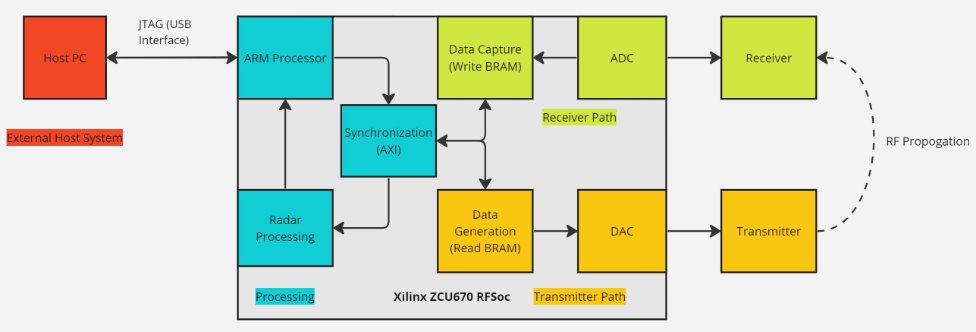 JTAG (USB
Interface)
Host PC
ARM Processor
Data Capture
(Write BRAM)
ADC
Receiver
External Host System
Synchronization
(AXI)
Receiver Path
RF Propogation
Radar
Processing
Data
Generation
(Read BRAM)
DAC
Transmitter
Processing
Xilinx ZCU670 RFSoc
Transmitter Path